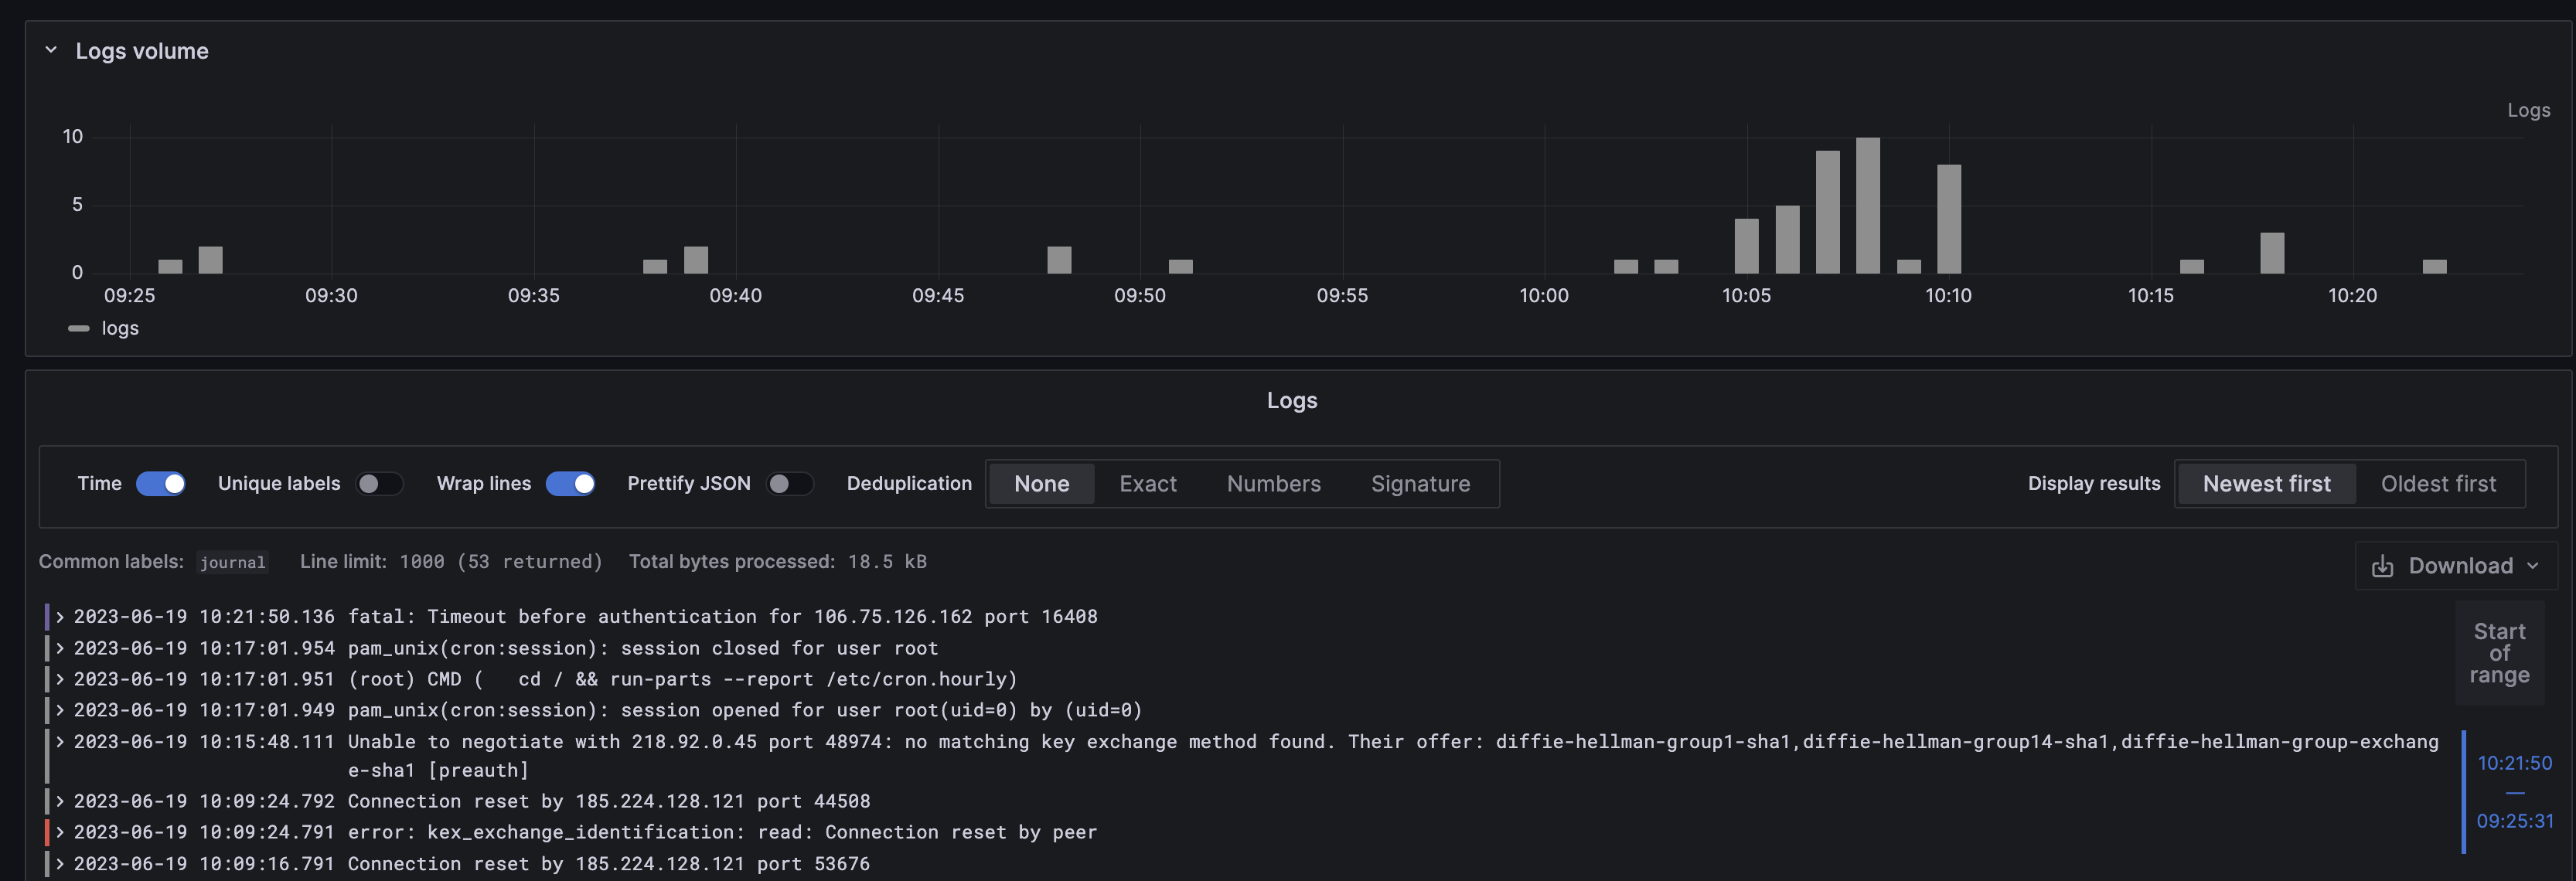 Logs volume
Logs
10
5
0
09:25 09:30 09:35 09:40 09:45 09:50 09:55 10:00 10:05 10:10 10:15 10:20
logs
Logs
Time Unique labels Wrap lines Prettify JSON Deduplication None Exact Numbers Signature Display results Newest first Oldest first
Common labels: journal Line limit: 1000 (53 returned) Total bytes processed: 18.5 kB Download
2023-06-19 10:21:50.136 fatal: Timeout before authentication for 106.75.126.162 port 16408
2023-06-19 10:17:01.954 pam_unix(cron:session): session closed for user root
2023-06-19 10:17:01.951 (root) CMD (   cd / && run-parts --report /etc/cron.hourly)
2023-06-19 10:17:01.949 pam_unix(cron:session): session opened for user root(uid=0) by (uid=0)
2023-06-19 10:15:48.111 Unable to negotiate with 218.92.0.45 port 48974: no matching key exchange method found. Their offer: diffie-hellman-group1-sha1,diffie-hellman-group14-sha1,diffie-hellman-group-exchang
e-sha1 [preauth]
2023-06-19 10:09:24.792 Connection reset by 185.224.128.121 port 44508
2023-06-19 10:09:24.791 error: kex_exchange_identification: read: Connection reset by peer
2023-06-19 10:09:16.791 Connection reset by 185.224.128.121 port 53676
Start
of
range
10:21:50
—
09:25:31